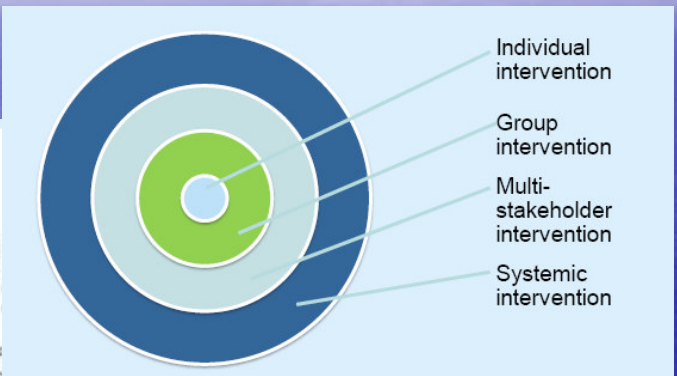 Individual
intervention
Group
intervention
Multi-
stakeholder
intervention
Systemic
intervention